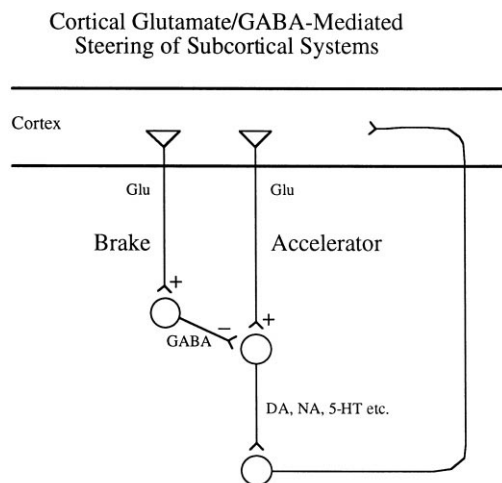 Cortical Glutamate/GABA-Mediated
Steering of Subcortical Systems
Cortex
Glu Glu
Brake Accelerator
+
− +
GABA
DA, NA, 5-HT etc.